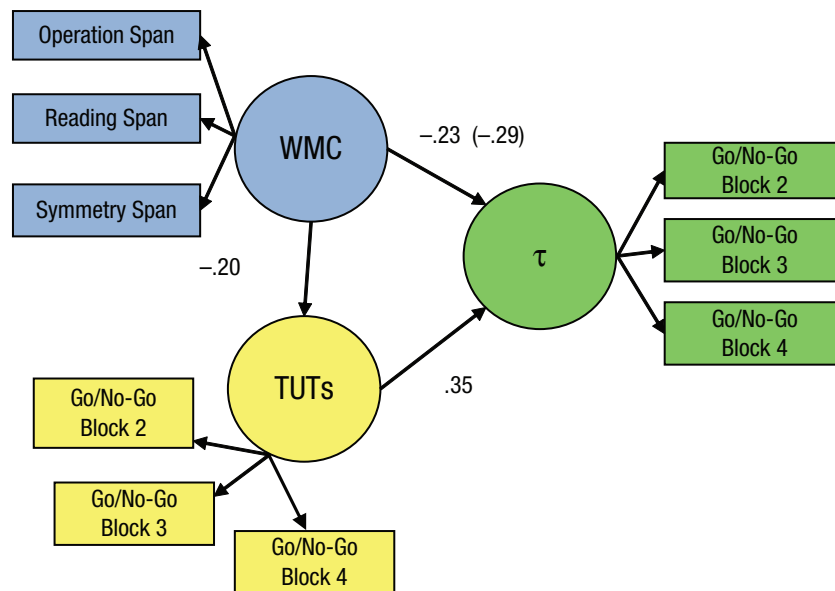 Operation Span
Reading Span
Symmetry Span
WMC
–.23 (–.29)
Go/No-Go
Block 2
Go/No-Go
Block 3
Go/No-Go
Block 4
τ
–.20
TUTs
.35
Go/No-Go
Block 2
Go/No-Go
Block 3
Go/No-Go
Block 4